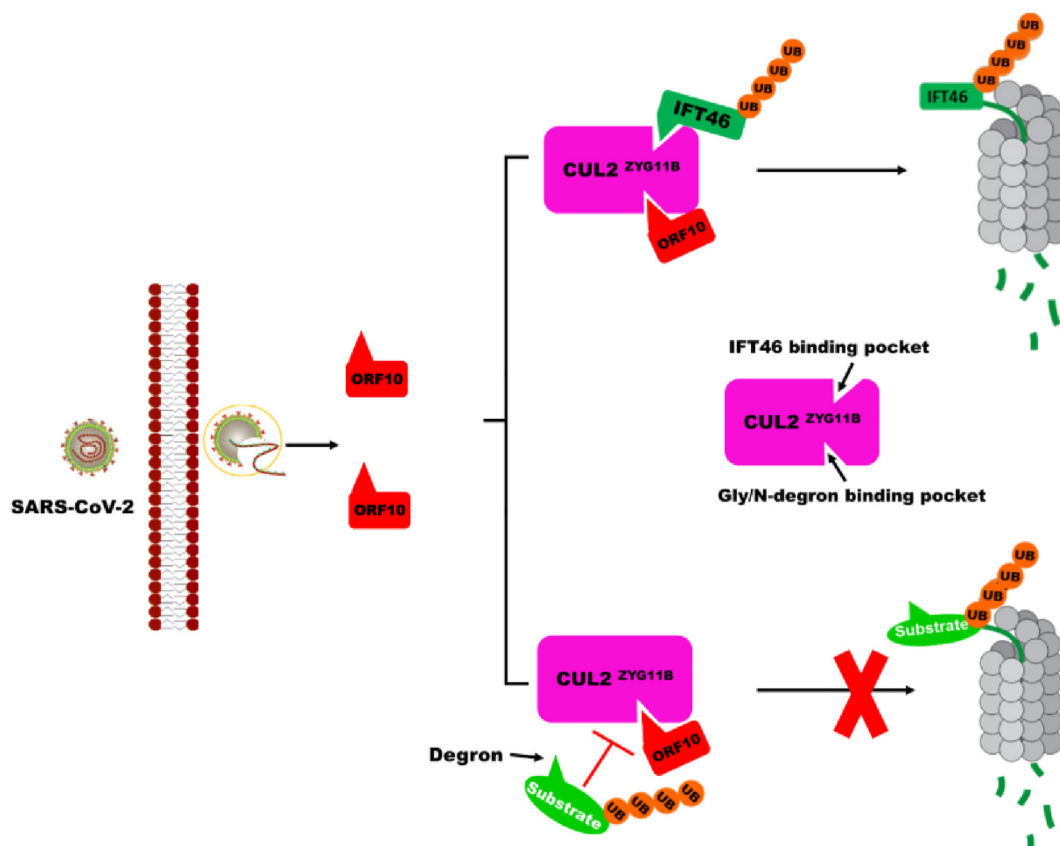 UB
UB
UB
UB
IFT46
CUL2 ZYG11B
ORF10
UB
UB
UB
UB
IFT46
SARS-CoV-2
ORF10
ORF10
IFT46 binding pocket
CUL2 ZYG11B
Gly/N-degron binding pocket
CUL2 ZYG11B
ORF10
Degron
Substrate
UB
UB
UB
UB
UB
UB
UB
UB
Substrate